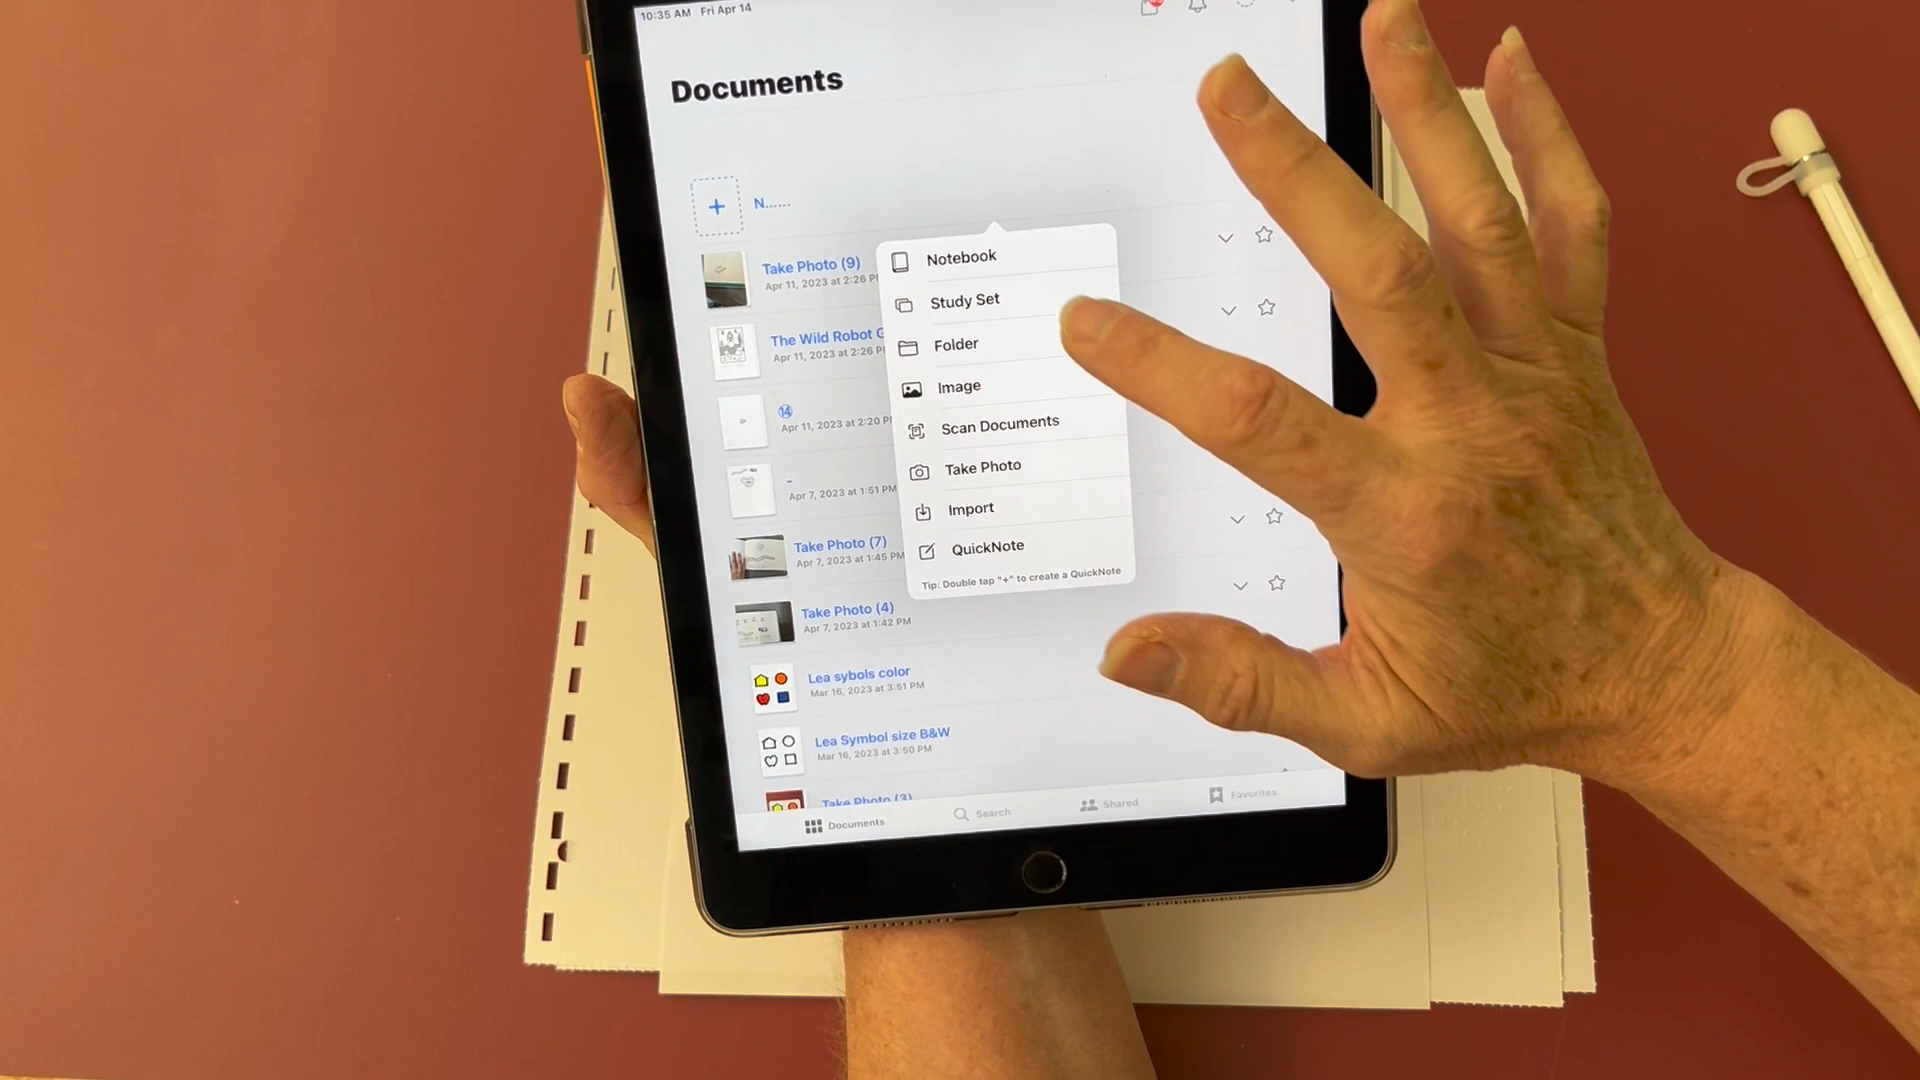 10:35 AM Fri Apr 14
Documents
N......
Take Photo (9)
Apr 11, 2023 at 2:26 P
The Wild Robot
Apr 11, 2023 at 2:26 P
14
Apr 11, 2023 at 2:20 P
-
Apr 7, 2023 at 1:51 PM
Take Photo (7)
Apr 7, 2023 at 1:45 PM
Take Photo (4)
Apr 7, 2023 at 1:42 PM
Lea sybols color
Mar 16, 2023 at 3:51 PM
Lea Symbol size B&W
Mar 16, 2023 at 3:50 PM
Take Photo (3)
Notebook
Study Set
Folder
Image
Scan Documents
Take Photo
Import
QuickNote
Tip: Double tap "+" to create a QuickNote
Documents
Search
Shared
Favorites